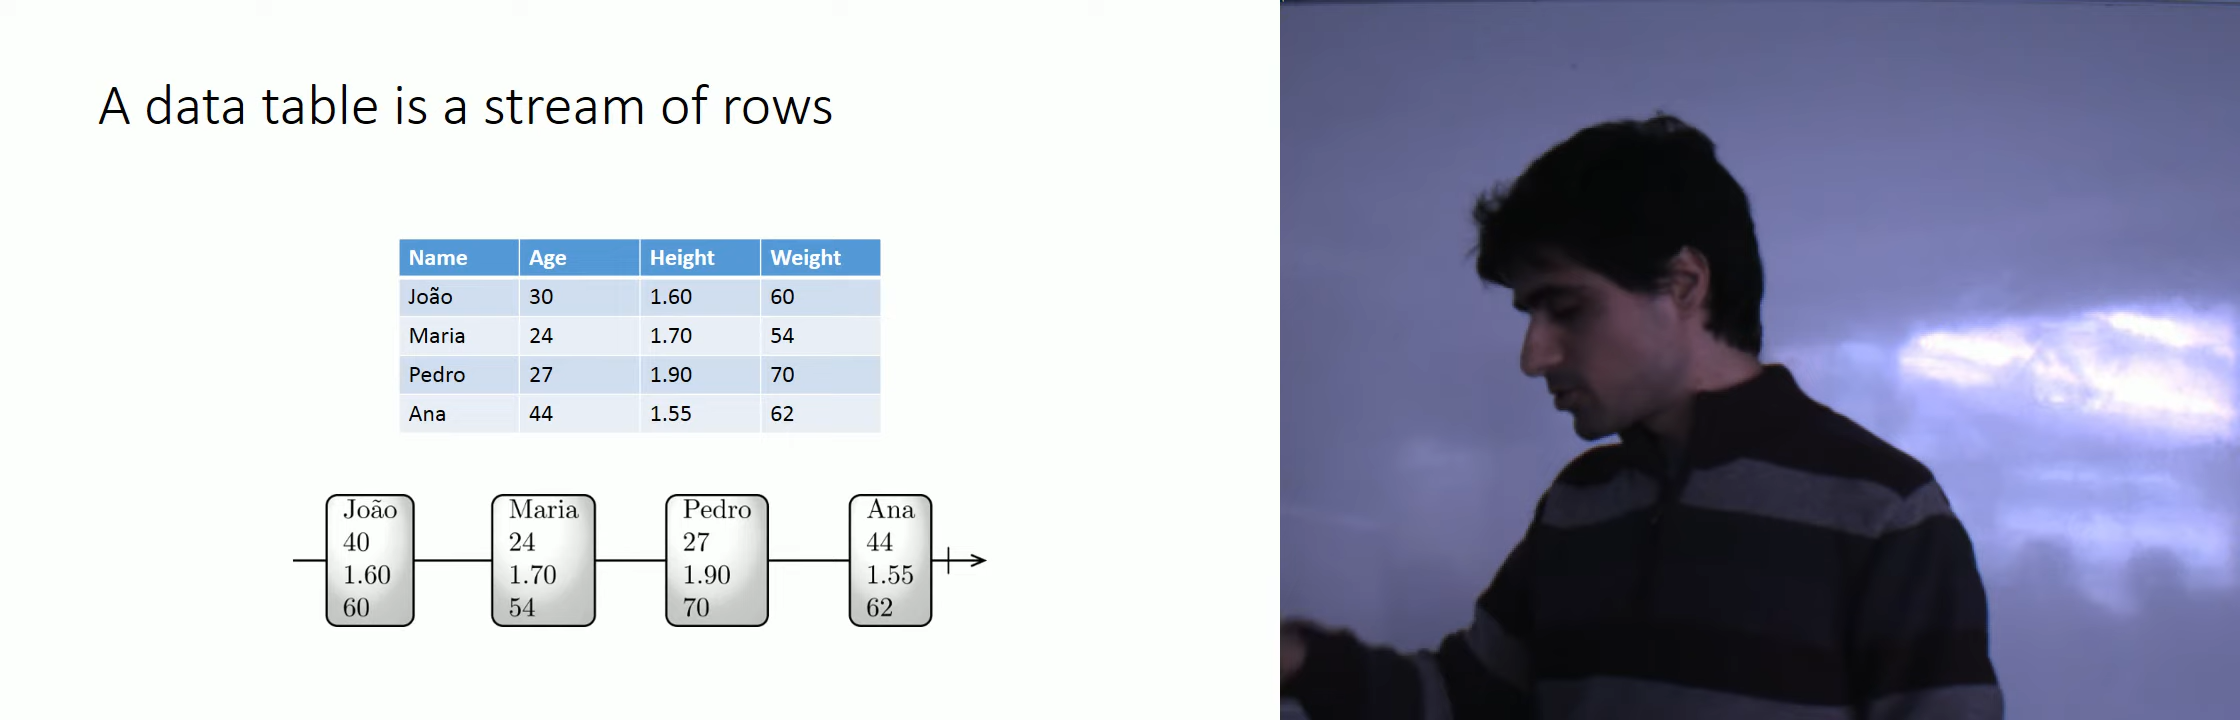 A data table is a stream of rows
Name Age Height Weight
João 30 1.60 60
Maria 24 1.70 54
Pedro 27 1.90 70
Ana 44 1.55 62
João
40
1.60
60
Maria
24
1.70
54
Pedro
27
1.90
70
Ana
44
1.55
62